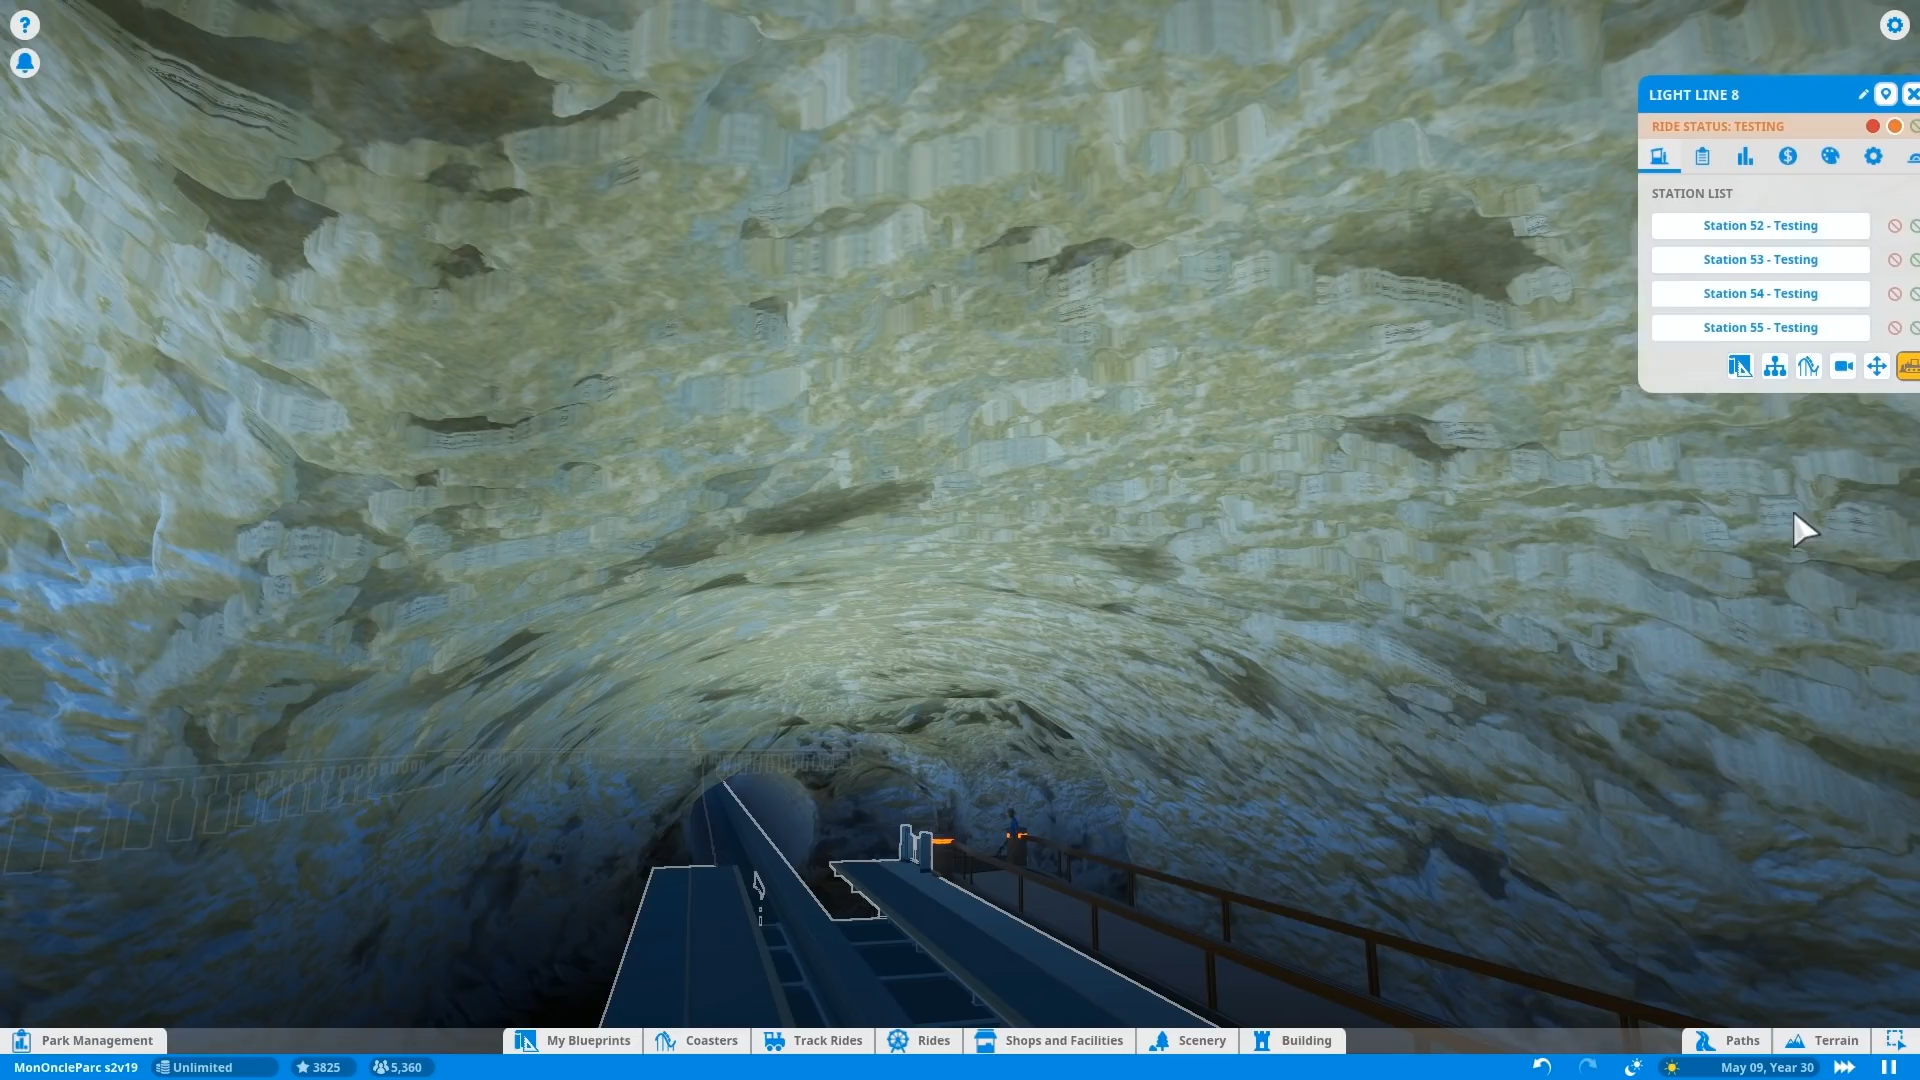 ?
LIGHT LINE 8
RIDE STATUS: TESTING
STATION LIST
Station 52 - Testing
Station 53 - Testing
Station 54 - Testing
Station 55 - Testing
Park Management
My Blueprints
Coasters
Track Rides
Rides
Shops and Facilities
Scenery
Building
Paths
Terrain
MonOncleParc s2v19
Unlimited
3825
5,360
May 09, Year 30